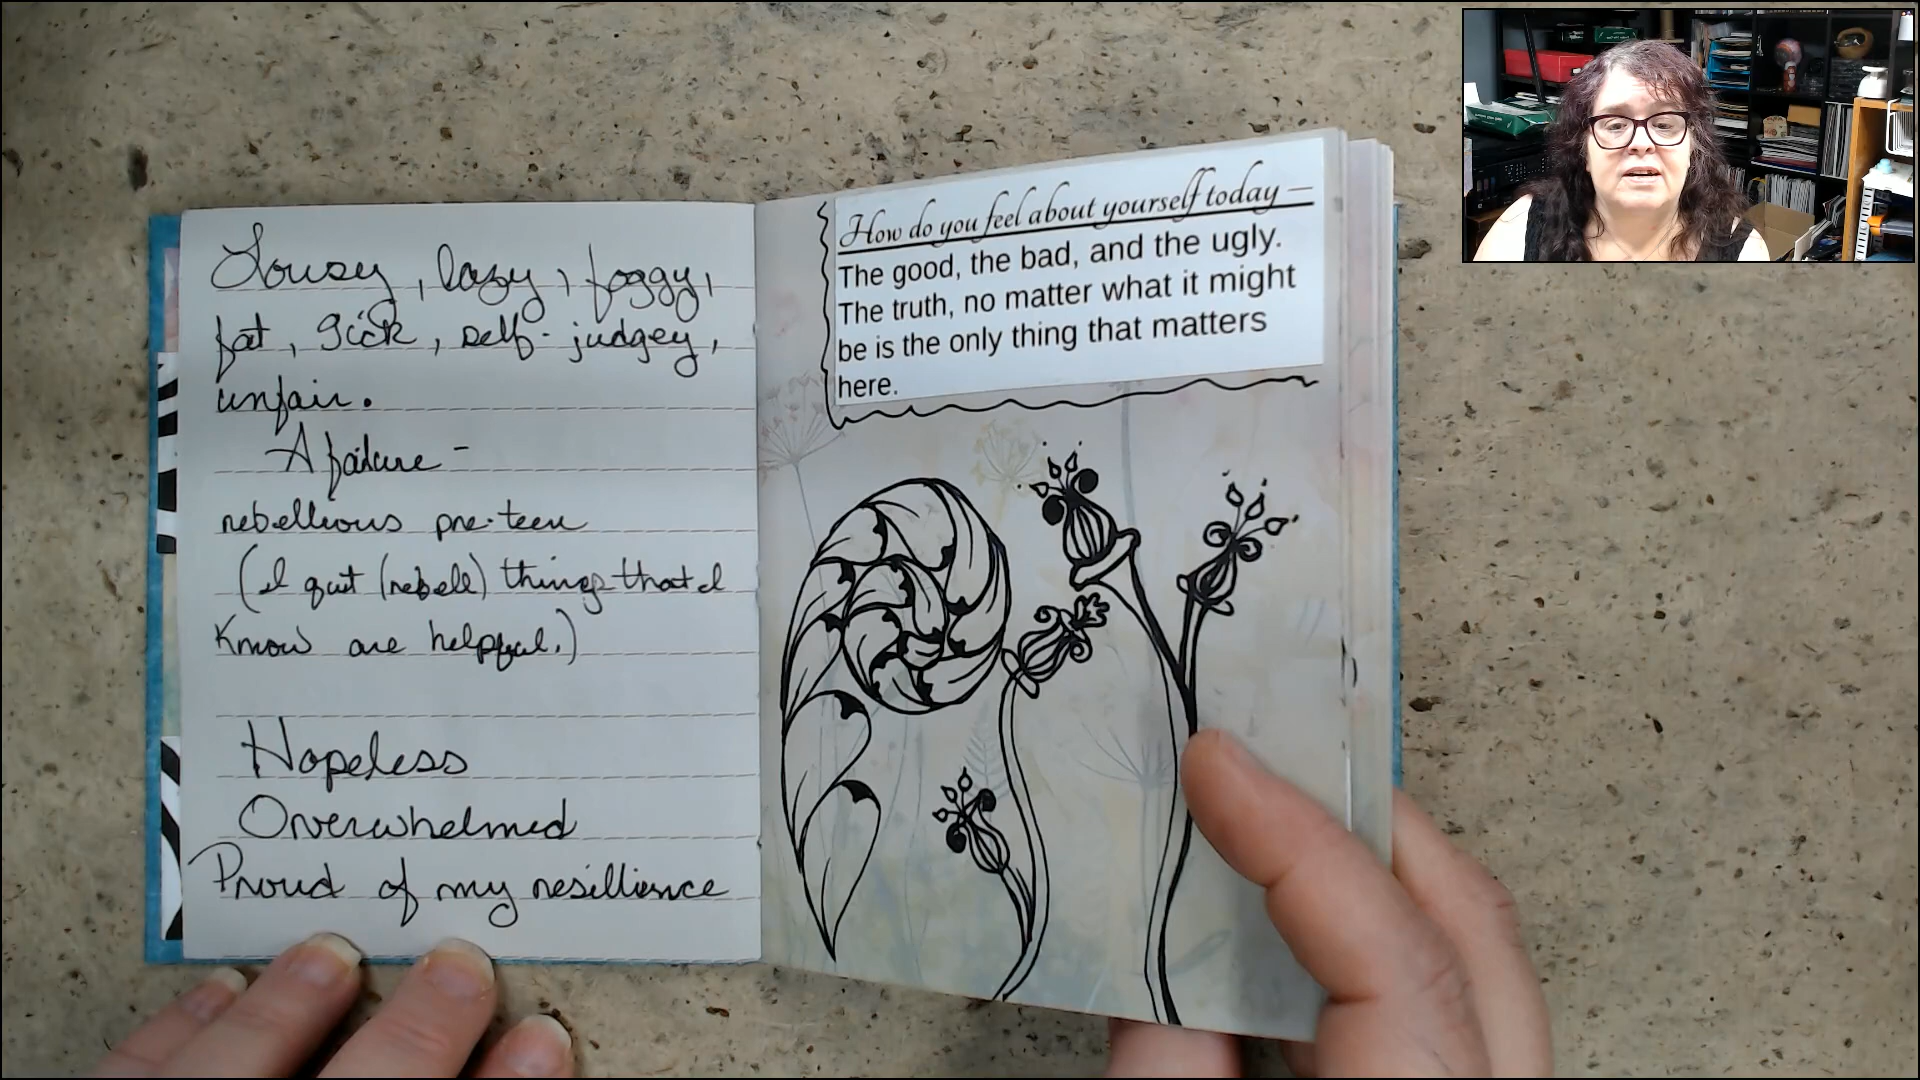 Lousy, lazy, foggy,
fat, sick, self-judgey,
unfair.
A failure -
rebellious pre-teen
(I quit (rebell) things that I
know are helpful.)
Hopeless
Overwhelmed
Proud of my resillience
How do you feel about yourself today —
The good, the bad, and the ugly.
The truth, no matter what it might
be is the only thing that matters
here.